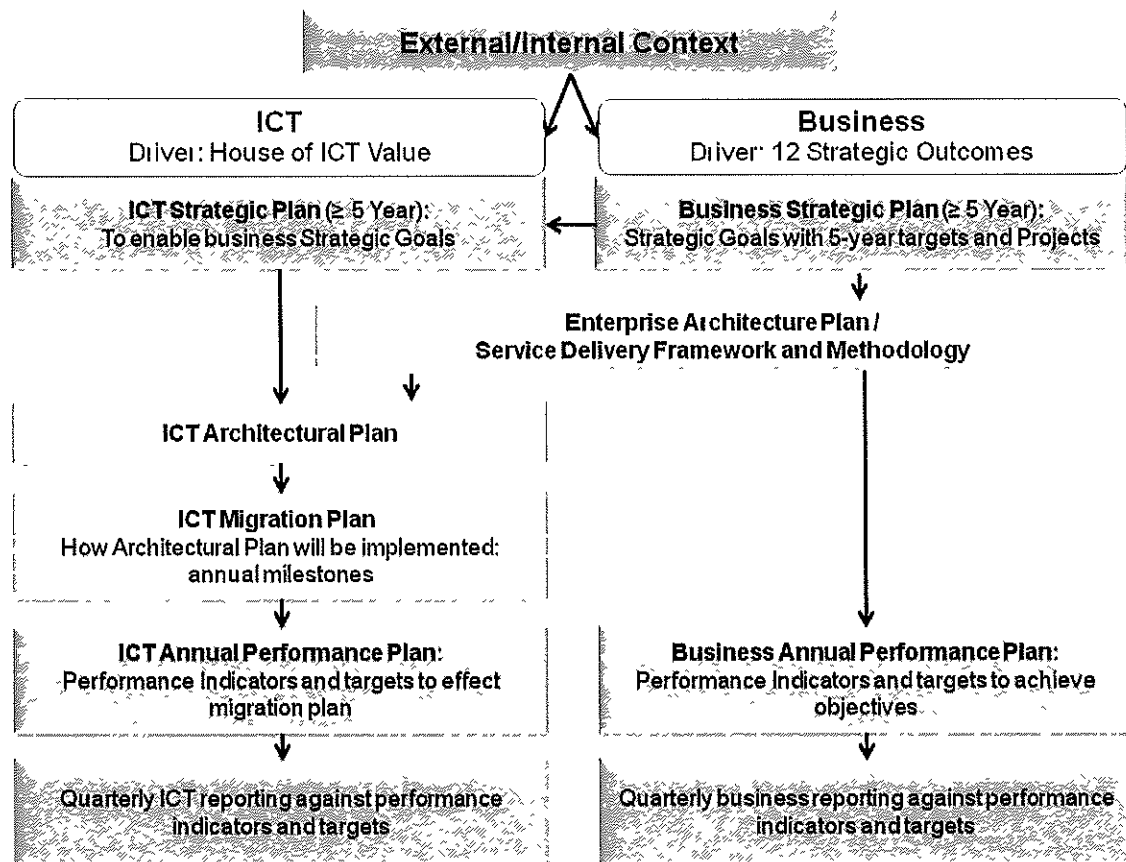 External/Internal Context
ICT
Driver: House of ICT Value
Business
Driver: 12 Strategic Outcomes
ICT Strategic Plan (≥ 5 Year):
To enable business Strategic Goals
Business Strategic Plan (≥ 5 Year):
Strategic Goals with 5-year targets and Projects
Enterprise Architecture Plan /
Service Delivery Framework and Methodology
ICT Architectural Plan
ICT Migration Plan
How Architectural Plan will be implemented:
annual milestones
ICT Annual Performance Plan:
Performance Indicators and targets to effect
migration plan
Business Annual Performance Plan:
Performance Indicators and targets to achieve
objectives
Quarterly ICT reporting against performance
indicators and targets
Quarterly business reporting against performance
indicators and targets